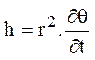 h = r². ∂θ/∂t